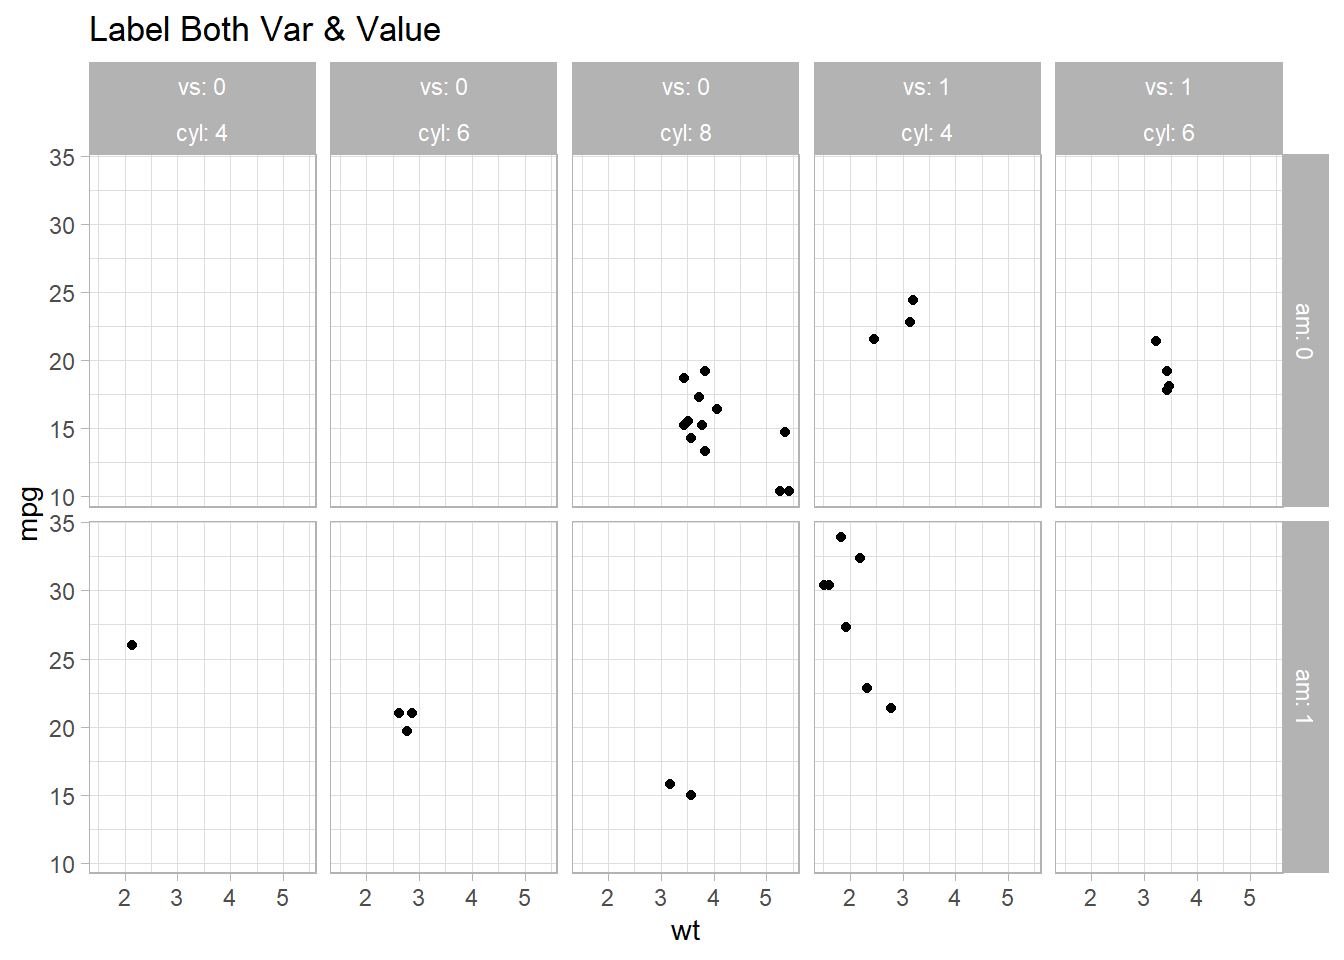 Label Both Var & Value
vs: 0 vs: 0 vs: 0 vs: 1 vs: 1
cyl: 4 cyl: 6 cyl: 8 cyl: 4 cyl: 6
35
30
25
20
15
10
am: 0
mpg
35
30
25
20
15
10
am: 1
2 3 4 5 2 3 4 5 2 3 4 5 2 3 4 5 2 3 4 5
wt